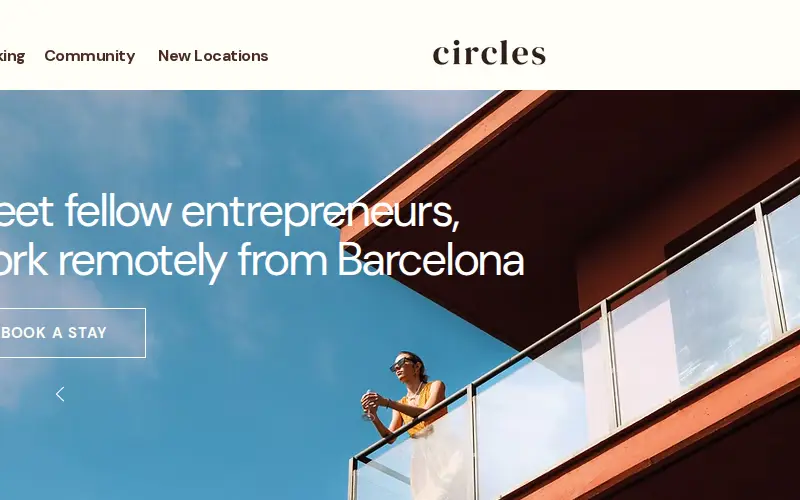 king Community New Locations circles
eet fellow entrepreneurs,
ork remotely from Barcelona
BOOK A STAY